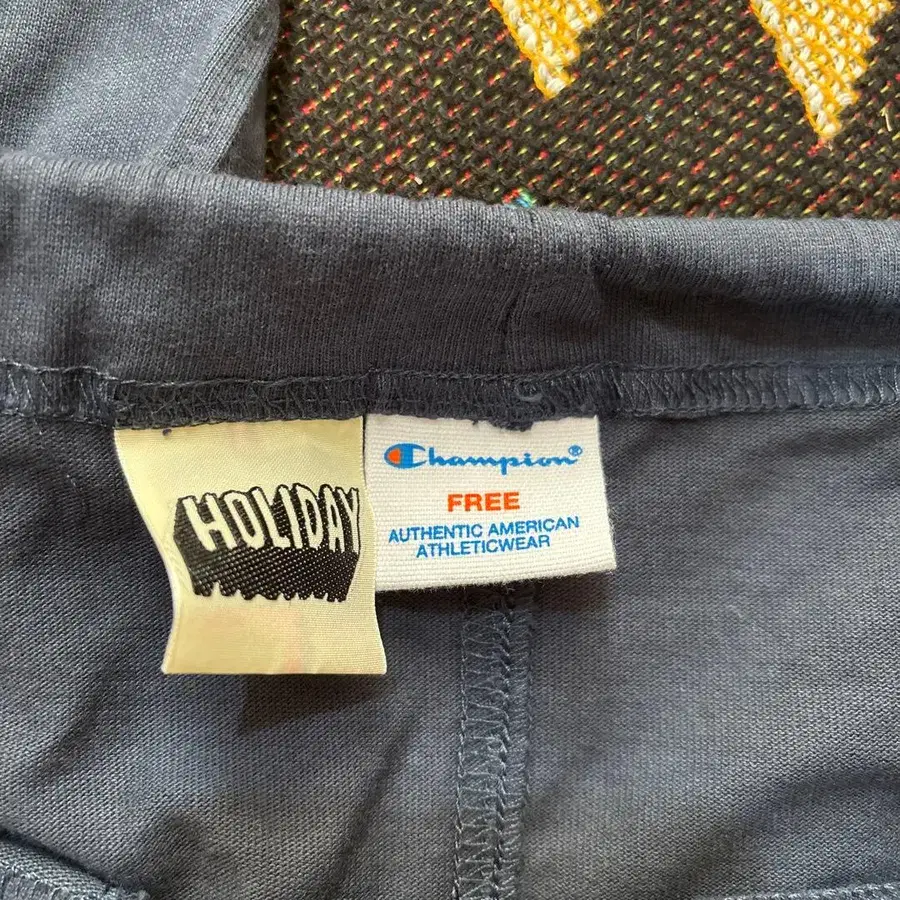 HOLIDAY
Champion®
FREE
AUTHENTIC AMERICAN
ATHLETICWEAR